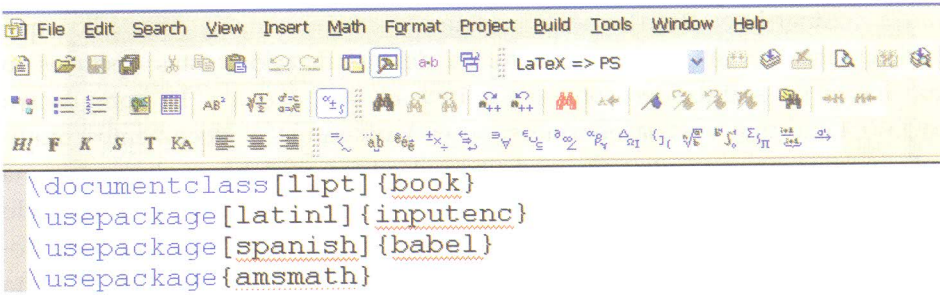 File Edit Search View Insert Math Format Project Build Tools Window Help
LaTeX => PS
H! F K S T KA
\documentclass[11pt]{book}
\usepackage[latin1]{inputenc}
\usepackage[spanish]{babel}
\usepackage{amsmath}